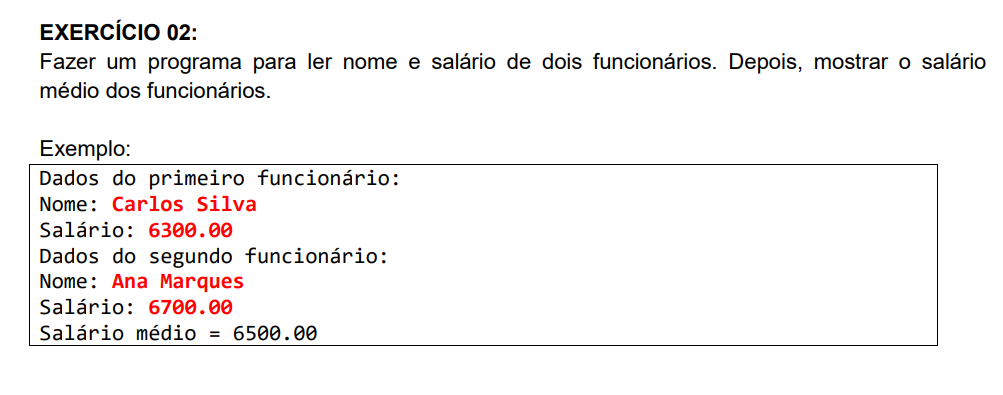 EXERCÍCIO 02:
Fazer um programa para ler nome e salário de dois funcionários. Depois, mostrar o salário
médio dos funcionários.
Exemplo:
Dados do primeiro funcionário:
Nome: Carlos Silva
Salário: 6300.00
Dados do segundo funcionário:
Nome: Ana Marques
Salário: 6700.00
Salário médio = 6500.00